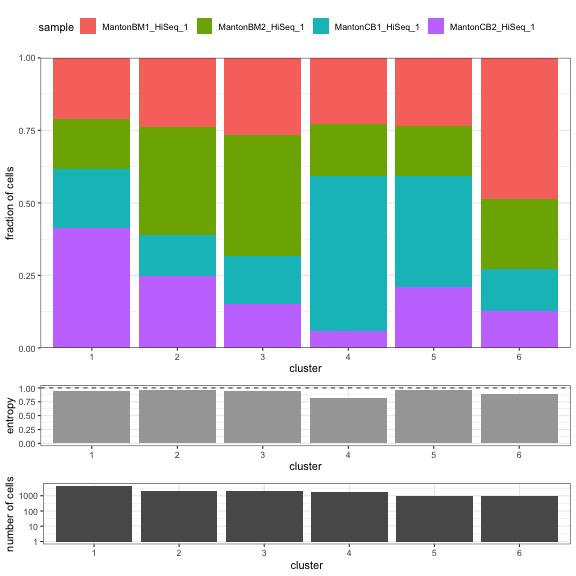 sample MantonBM1_HiSeq_1 MantonBM2_HiSeq_1 MantonCB1_HiSeq_1 MantonCB2_HiSeq_1
1.00
0.75
0.50
0.25
0.00
fraction of cells
1 2 3 4 5 6
cluster
1.00
0.75
0.50
0.25
0.00
entropy
1 2 3 4 5 6
cluster
1000
100
10
1
number of cells
1 2 3 4 5 6
cluster